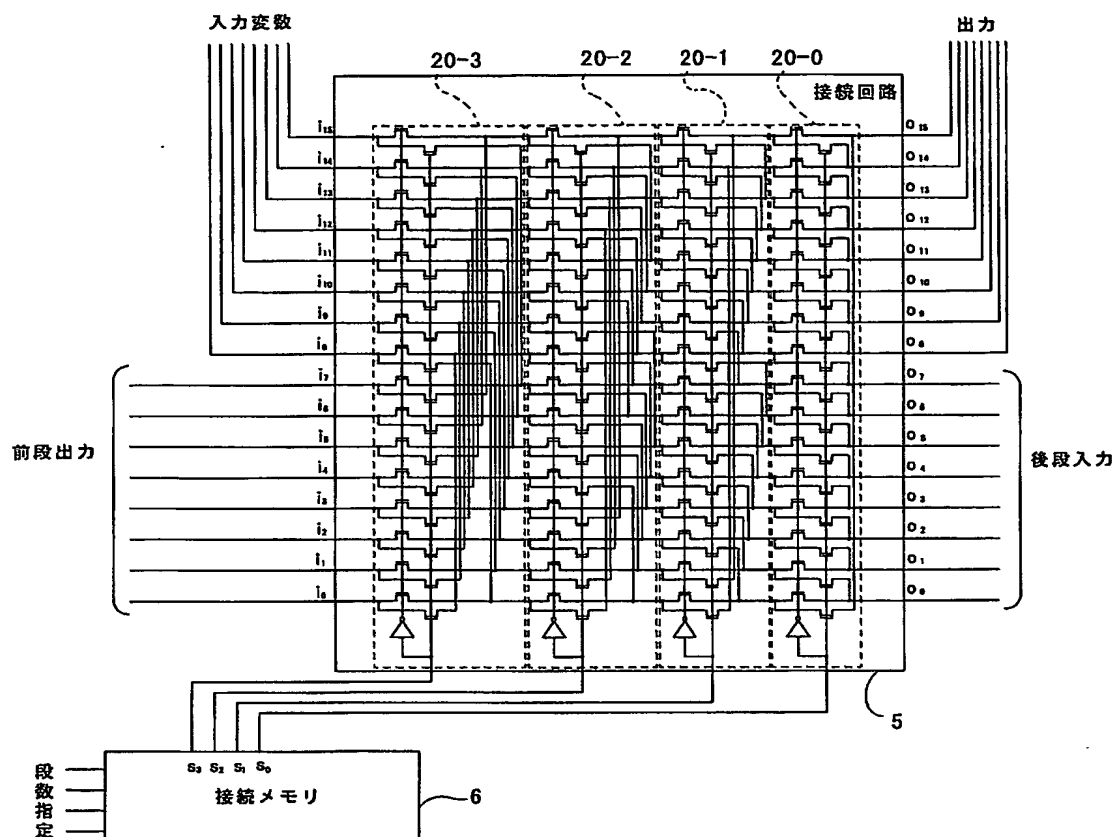 入力変数
出力
20-3
20-2
20-1
20-0
接続回路
i₁₅
i₁₄
i₁₃
i₁₂
i₁₁
i₁₀
i₉
i₈
i₇
i₆
i₅
i₄
i₃
i₂
i₁
i₀
O₁₅
O₁₄
O₁₃
O₁₂
O₁₁
O₁₀
O₉
O₈
O₇
O₆
O₅
O₄
O₃
O₂
O₁
O₀
前段出力
後段入力
5
S₃ S₂ S₁ S₀
接続メモリ
6
段数指定